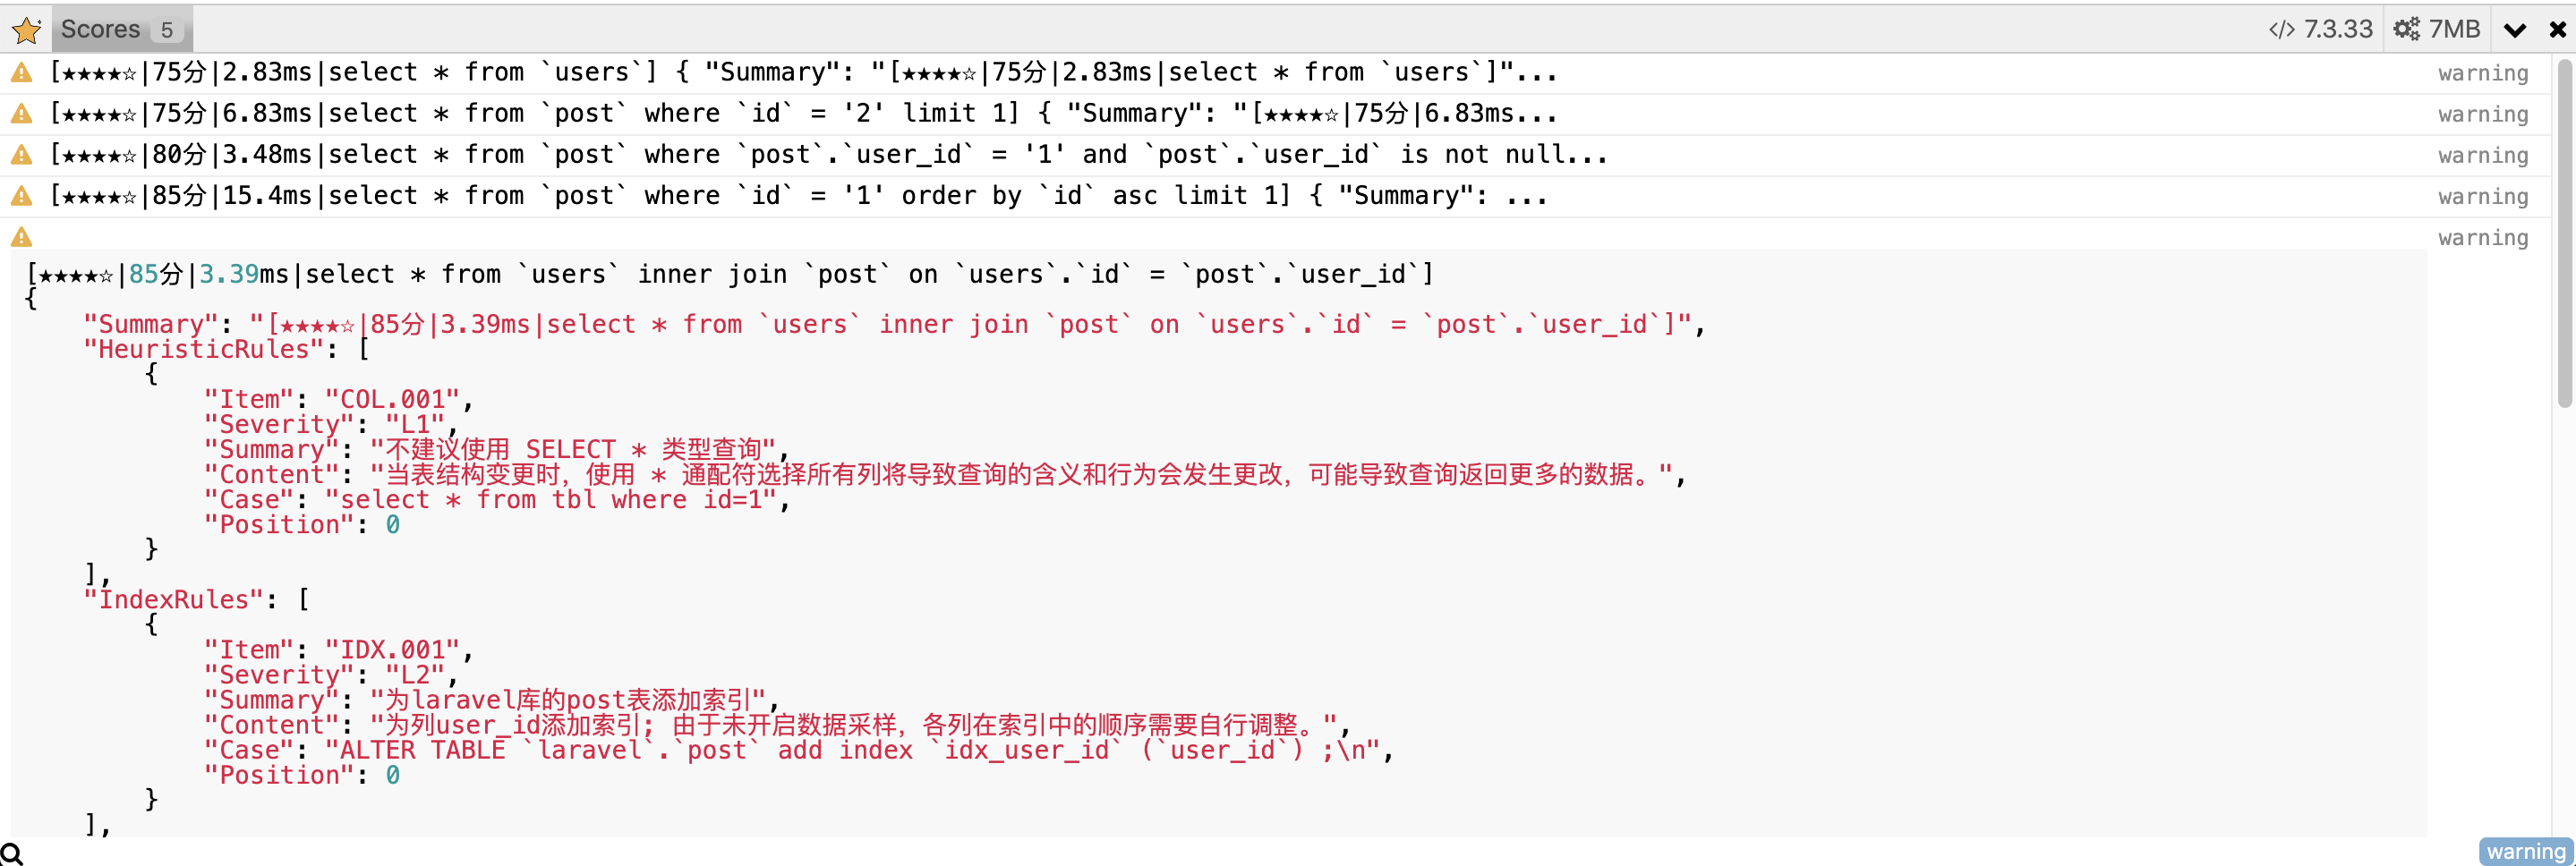 Scores 5 </> 7.3.33 7MB
[★★★★☆|75分|2.83ms|select * from `users`] { "Summary": "[★★★★☆|75分|2.83ms|select * from `users`]"... warning
[★★★★☆|75分|6.83ms|select * from `post` where `id` = '2' limit 1] { "Summary": "[★★★★☆|75分|6.83ms... warning
[★★★★☆|80分|3.48ms|select * from `post` where `post`.`user_id` = '1' and `post`.`user_id` is not null... warning
[★★★★☆|85分|15.4ms|select * from `post` where `id` = '1' order by `id` asc limit 1] { "Summary": ... warning
warning
[★★★★☆|85分|3.39ms|select * from `users` inner join `post` on `users`.`id` = `post`.`user_id`]
{
"Summary": "[★★★★☆|85分|3.39ms|select * from `users` inner join `post` on `users`.`id` = `post`.`user_id`]",
"HeuristicRules": [
{
"Item": "COL.001",
"Severity": "L1",
"Summary": "不建议使用 SELECT * 类型查询",
"Content": "当表结构变更时，使用 * 通配符选择所有列将导致查询的含义和行为会发生更改，可能导致查询返回更多的数据。",
"Case": "select * from tbl where id=1",
"Position": 0
}
],
"IndexRules": [
{
"Item": "IDX.001",
"Severity": "L2",
"Summary": "为laravel库的post表添加索引",
"Content": "为列user_id添加索引; 由于未开启数据采样，各列在索引中的顺序需要自行调整。",
"Case": "ALTER TABLE `laravel`.`post` add index `idx_user_id` (`user_id`) ;\n",
"Position": 0
}
],
warning